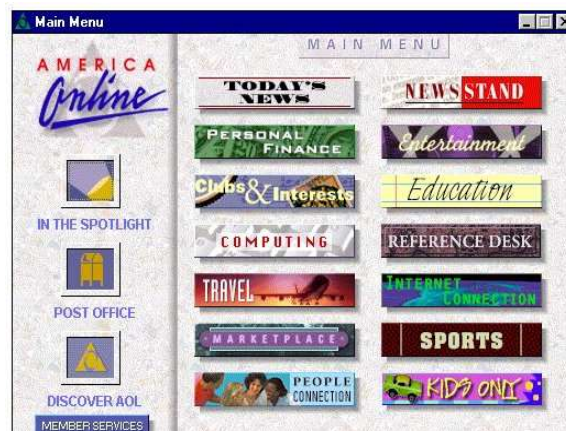 Main Menu
AMERICA
Online
IN THE SPOTLIGHT
POST OFFICE
DISCOVER AOL
MEMBER SERVICES
MAIN MENU
TODAY'S
NEWS
NEWSSTAND
PERSONAL
FINANCE
Entertainment
Clubs & Interests
Education
COMPUTING
REFERENCE DESK
TRAVEL
INTERNET
CONNECTION
MARKETPLACE
SPORTS
PEOPLE
CONNECTION
KIDS ONLY